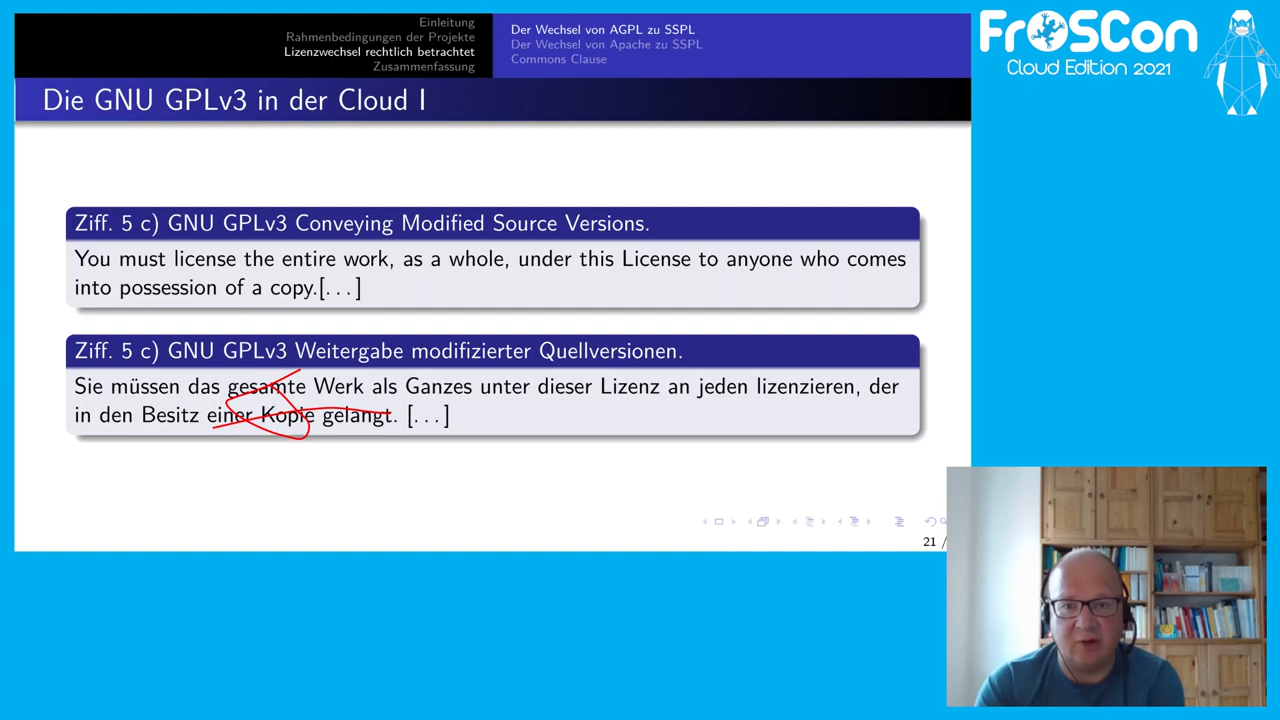 Einleitung
Rahmenbedingungen der Projekte
Lizenzwechsel rechtlich betrachtet
Zusammenfassung
Der Wechsel von AGPL zu SSPL
Der Wechsel von Apache zu SSPL
Commons Clause
FrOSCon
Cloud Edition 2021
Die GNU GPLv3 in der Cloud I
Ziff. 5 c) GNU GPLv3 Conveying Modified Source Versions.
You must license the entire work, as a whole, under this License to anyone who comes
into possession of a copy.[...]
Ziff. 5 c) GNU GPLv3 Weitergabe modifizierter Quellversionen.
Sie müssen das gesamte Werk als Ganzes unter dieser Lizenz an jeden lizenzieren, der
in den Besitz einer Kopie gelangt. [...]
21 /